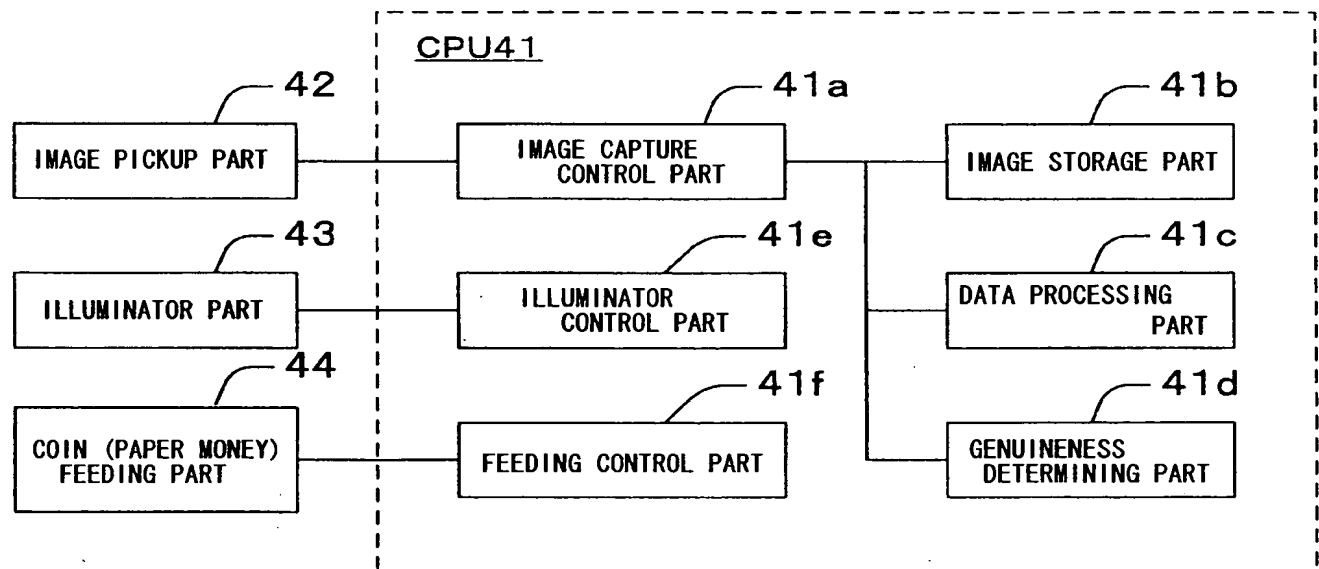 CPU41
42
41a
41b
IMAGE PICKUP PART
IMAGE CAPTURE
CONTROL PART
IMAGE STORAGE PART
43
41e
41c
ILLUMINATOR PART
ILLUMINATOR
CONTROL PART
DATA PROCESSING
PART
44
41f
41d
COIN (PAPER MONEY)
FEEDING PART
FEEDING CONTROL PART
GENUINENESS
DETERMINING PART